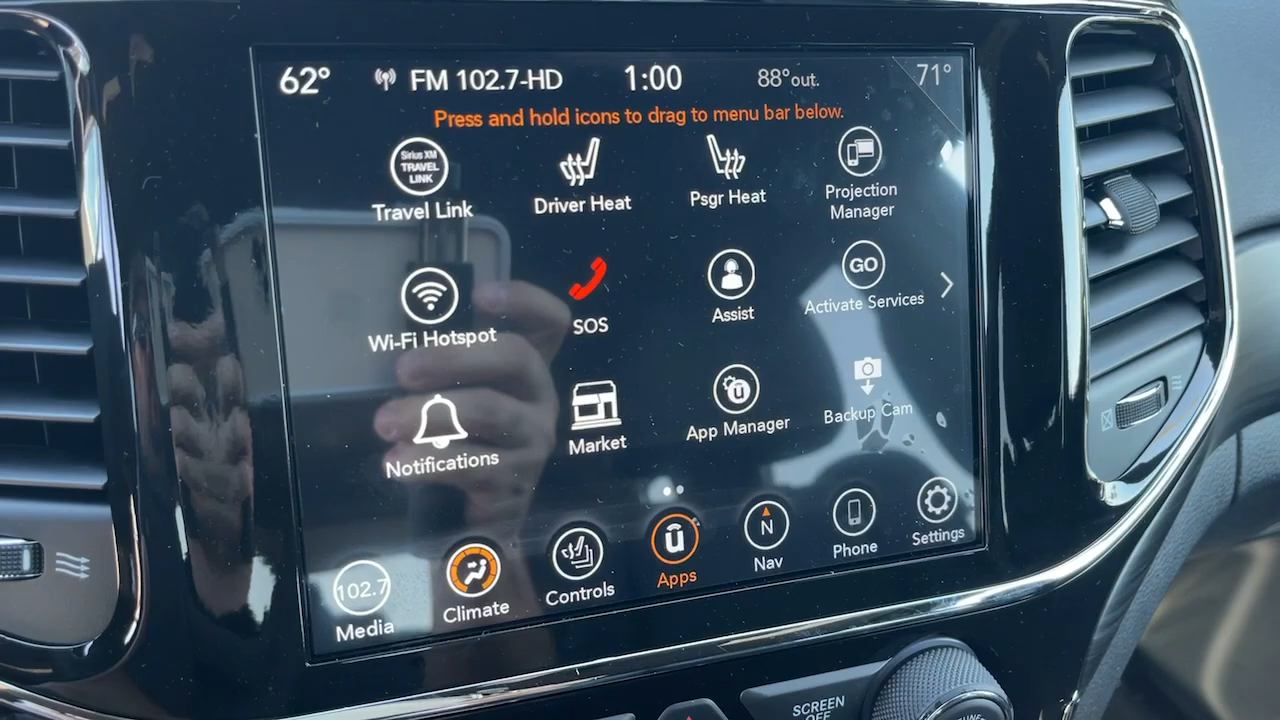 62° FM 102.7-HD 1:00 88°out. 71°
Press and hold icons to drag to menu bar below.
Sirius XM
TRAVEL
LINK
Travel Link
Driver Heat
Psgr Heat
Projection
Manager
Wi-Fi Hotspot
SOS
Assist
GO
Activate Services
Notifications
Market
u
App Manager
Backup Cam
102.7
Media
Climate
Controls
u
Apps
N
Nav
Phone
Settings
SCREEN
OFF